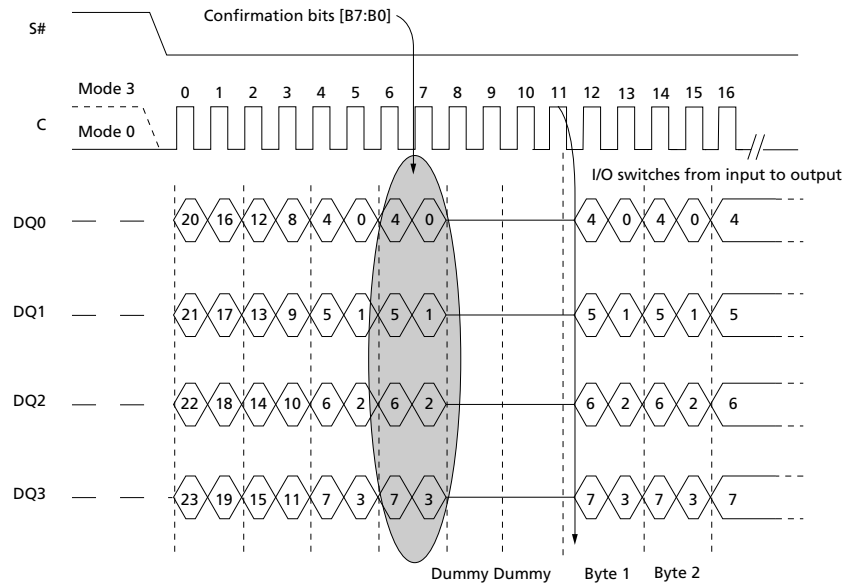 Confirmation bits [B7:B0]
S#
Mode 3
0 1 2 3 4 5 6 7 8 9 10 11 12 13 14 15 16
C
Mode 0
I/O switches from input to output
DQ0 20 16 12 8 4 0 4 0 4 0 4 0 4
DQ1 21 17 13 9 5 1 5 1 5 1 5 1 5
DQ2 22 18 14 10 6 2 6 2 6 2 6 2 6
DQ3 23 19 15 11 7 3 7 3 7 3 7 3 7
Dummy Dummy Byte 1 Byte 2